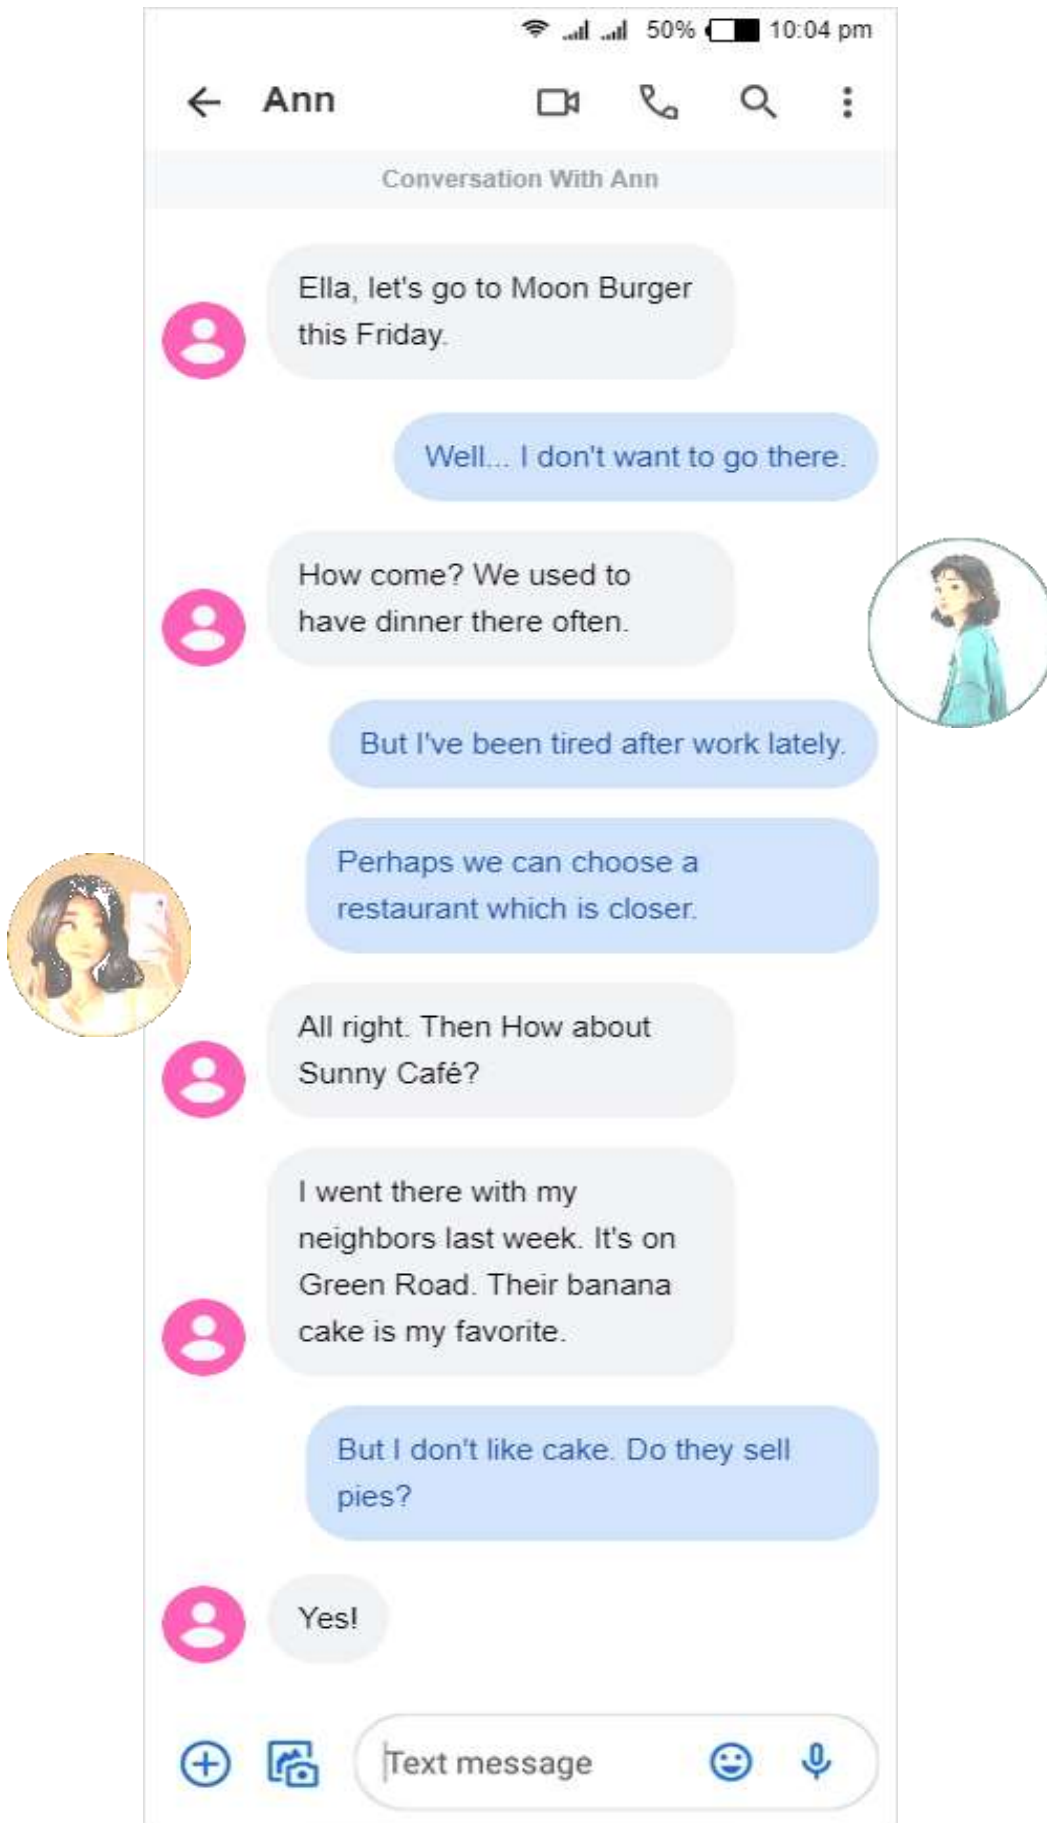 50% 10:04 pm
Ann
Conversation With Ann
Ella, let's go to Moon Burger
this Friday.
Well... I don't want to go there.
How come? We used to
have dinner there often.
But I've been tired after work lately.
Perhaps we can choose a
restaurant which is closer.
All right. Then How about
Sunny Café?
I went there with my
neighbors last week. It's on
Green Road. Their banana
cake is my favorite.
But I don't like cake. Do they sell
pies?
Yes!
Text message